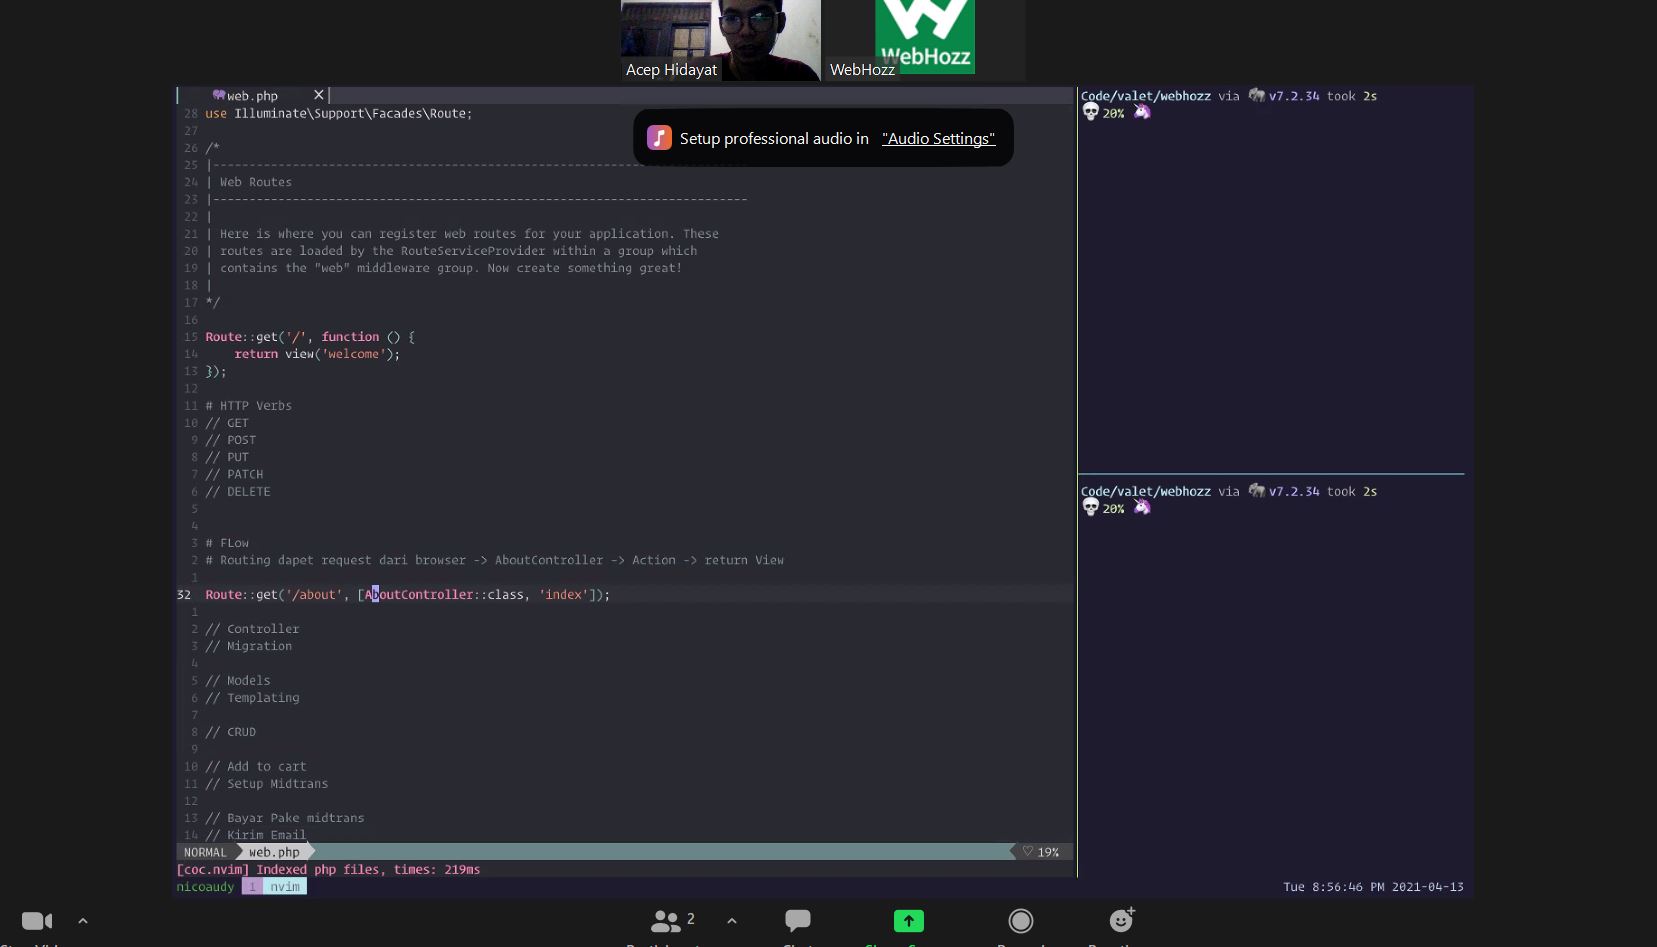 Acep Hidayat
WebHozz
WebHozz
web.php
Setup professional audio in "Audio Settings"
28 use Illuminate\Support\Facades\Route;
27
26 /*
25 |--------------------------------------------------------------------------
24 | Web Routes
23 |--------------------------------------------------------------------------
22 |
21 | Here is where you can register web routes for your application. These
20 | routes are loaded by the RouteServiceProvider within a group which
19 | contains the "web" middleware group. Now create something great!
18 |
17 */
16
15 Route::get('/', function () {
14     return view('welcome');
13 });
12
11 # HTTP Verbs
10 // GET
9 // POST
8 // PUT
7 // PATCH
6 // DELETE
5
4
3 # FLow
2 # Routing dapet request dari browser -> AboutController -> Action -> return View
1
32 Route::get('/about', [AboutController::class, 'index']);
1
2 // Controller
3 // Migration
4
5 // Models
6 // Templating
7
8 // CRUD
9
10 // Add to cart
11 // Setup Midtrans
12
13 // Bayar Pake midtrans
14 // Kirim Email
NORMAL web.php 19%
[coc.nvim] Indexed php files, times: 219ms
nicoaudy 1 nvim
Code/valet/webhozz via v7.2.34 took 2s
20%
Code/valet/webhozz via v7.2.34 took 2s
20%
Tue 8:56:46 PM 2021-04-13
2